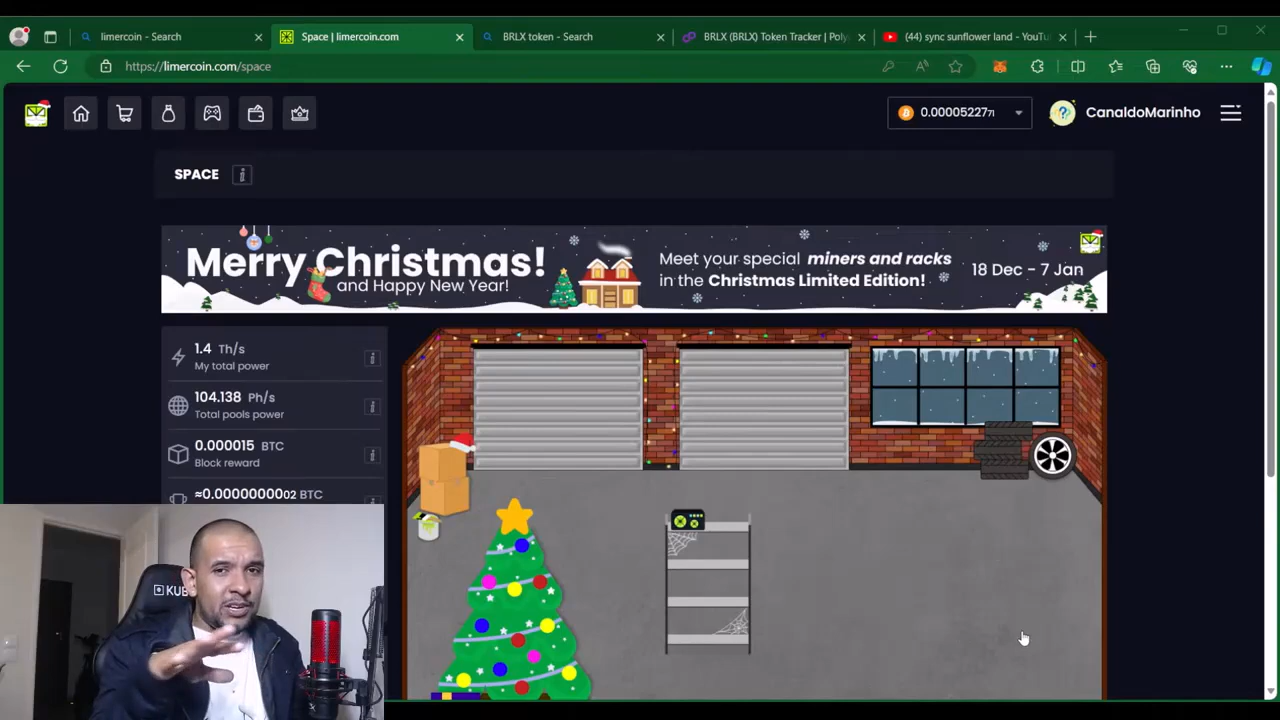 limercoin - Search
Space | limercoin.com
BRLX token - Search
BRLX (BRLX) Token Tracker | Poly
(44) sync sunflower land - YouTu
https://limercoin.com/space
0.0000522771
CanaldoMarinho
SPACE
Merry Christmas!
and Happy New Year!
Meet your special miners and racks
in the Christmas Limited Edition!
18 Dec - 7 Jan
1.4 Th/s
My total power
104.138 Ph/s
Total pools power
0.000015 BTC
Block reward
≈0.0000000002 BTC
KUB